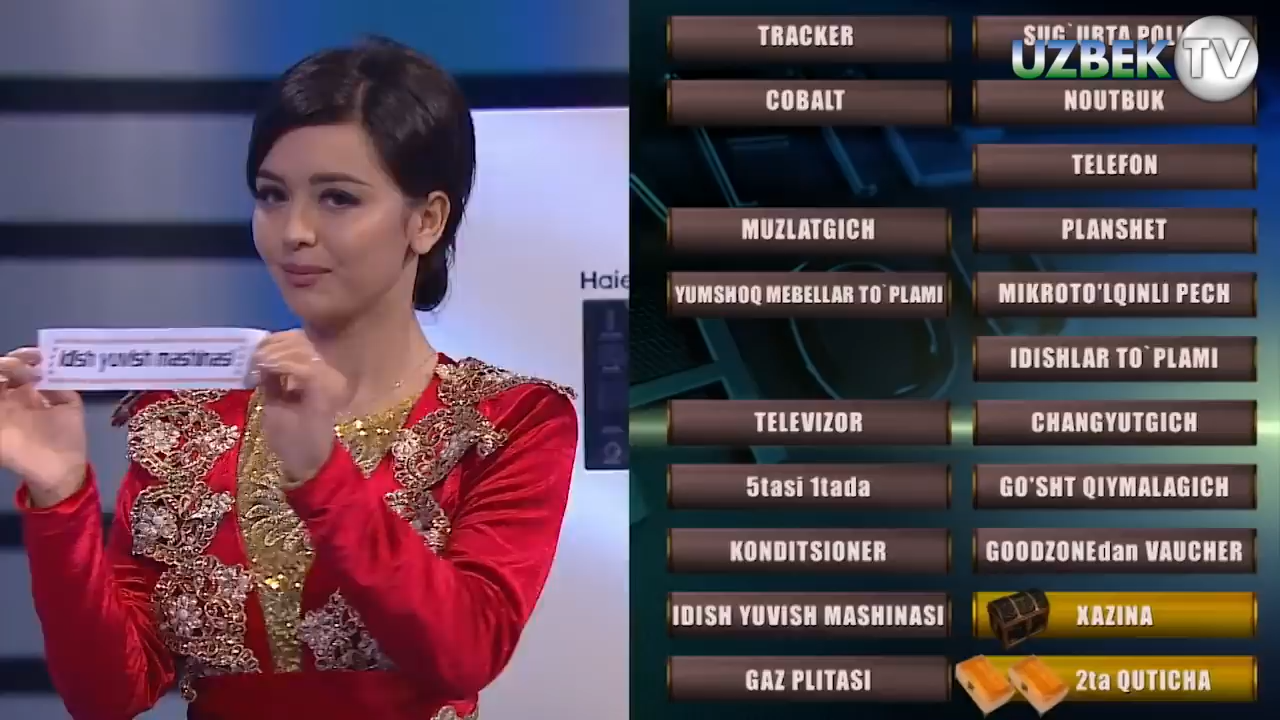 TRACKER
COBALT
MUZLATGICH
YUMSHOQ MEBELLAR TO`PLAMI
TELEVIZOR
5tasi 1tada
KONDITSIONER
IDISH YUVISH MASHINASI
GAZ PLITASI
SUG`URTA
UZBEK TV
NOUTBUK
TELEFON
PLANSHET
MIKROTO'LQINLI PECH
IDISHLAR TO`PLAMI
CHANGYUTGICH
GO'SHT QIYMALAGICH
GOODZONEdan VAUCHER
XAZINA
2ta QUTICHA
Idish yuvish mashinasi